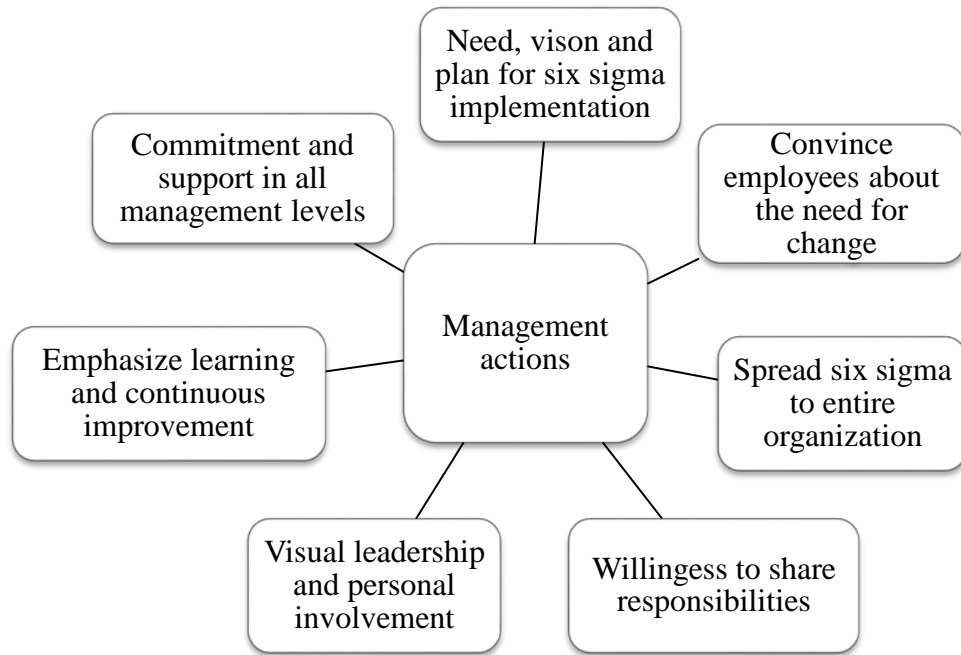 Need, vison and
plan for six sigma
implementation
Convince
employees about
the need for
change
Spread six sigma
to entire
organization
Willingess to share
responsibilities
Visual leadership
and personal
involvement
Emphasize learning
and continuous
improvement
Commitment and
support in all
management levels
Management
actions